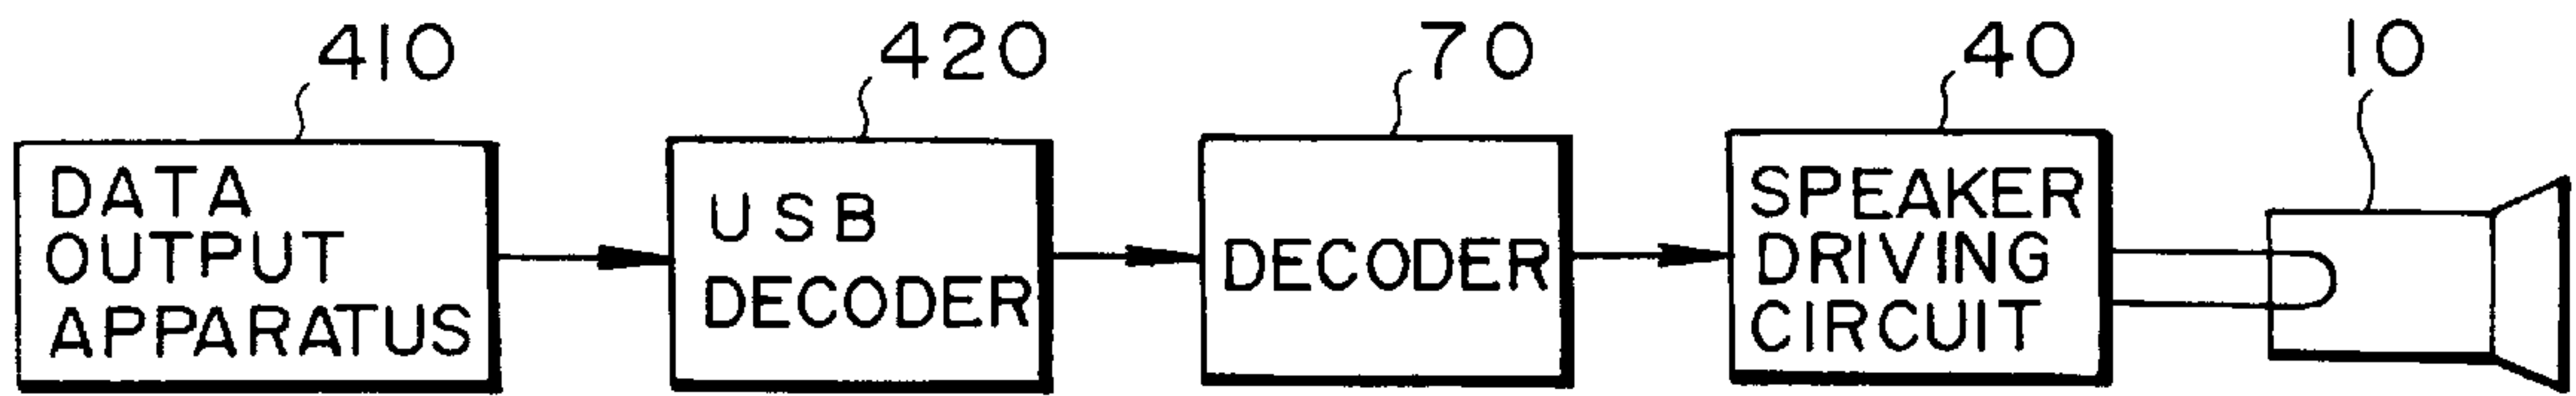 410
420
70
40
10
DATA
OUTPUT
APPARATUS
USB
DECODER
DECODER
SPEAKER
DRIVING
CIRCUIT